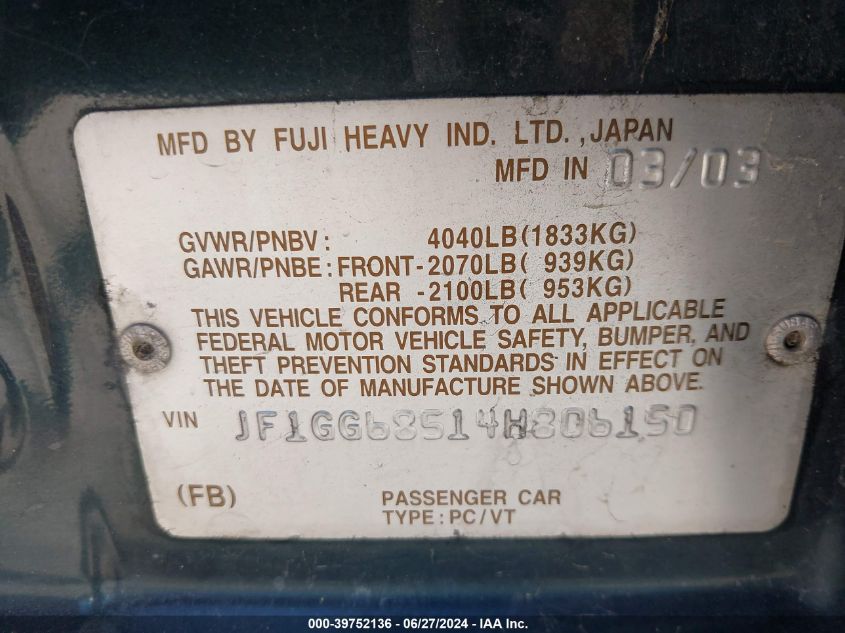 MFD BY FUJI HEAVY IND. LTD., JAPAN
MFD IN 03/03
GVWR/PNBV: 4040LB(1833KG)
GAWR/PNBE: FRONT-2070LB( 939KG)
REAR -2100LB( 953KG)
THIS VEHICLE CONFORMS TO ALL APPLICABLE
FEDERAL MOTOR VEHICLE SAFETY, BUMPER, AND
THEFT PREVENTION STANDARDS IN EFFECT ON
THE DATE OF MANUFACTURE SHOWN ABOVE.
VIN JF1GG68514H806150
(FB) PASSENGER CAR
TYPE: PC/VT
000-39752136 - 06/27/2024 - IAA Inc.